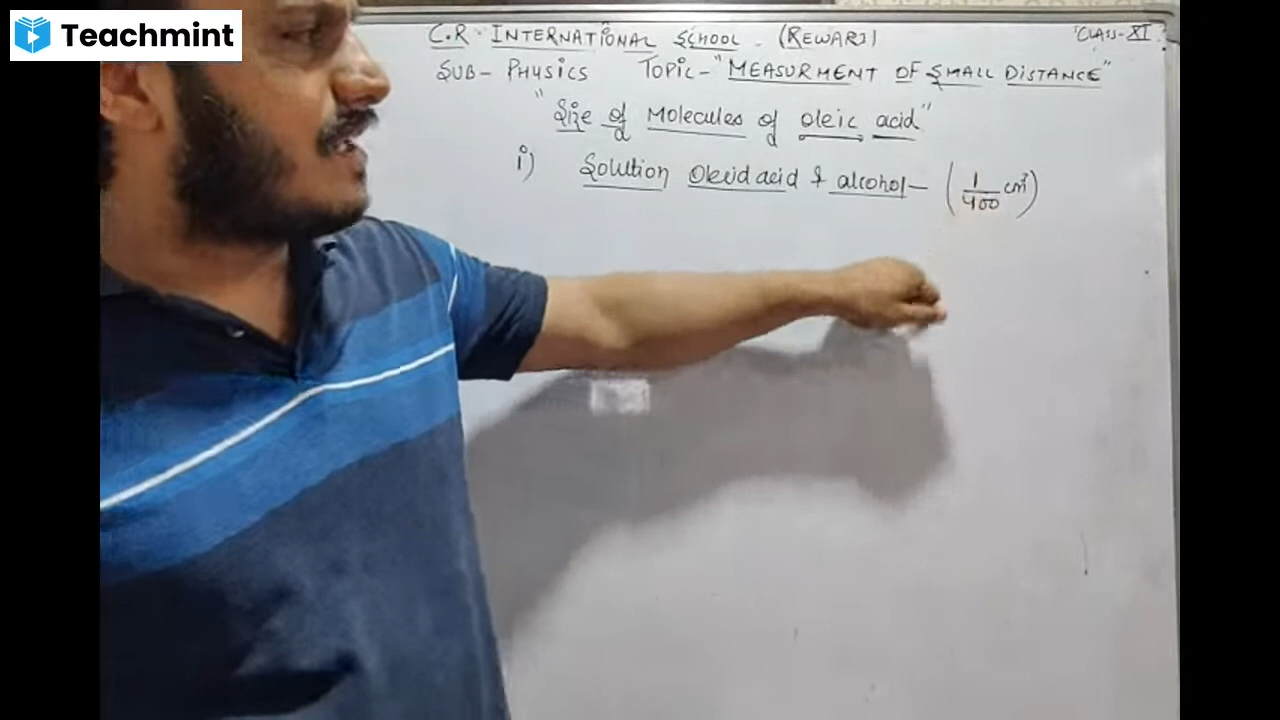 Teachmint
C.R. INTERNATIONAL SCHOOL. (REWARI) CLASS-XI
SUB- PHYSICS TOPIC-"MEASURMENT OF SMALL DISTANCE"
"Size of Molecules of oleic acid"
i) Solution Oleid acid & alcohol- (1/400 cm³)